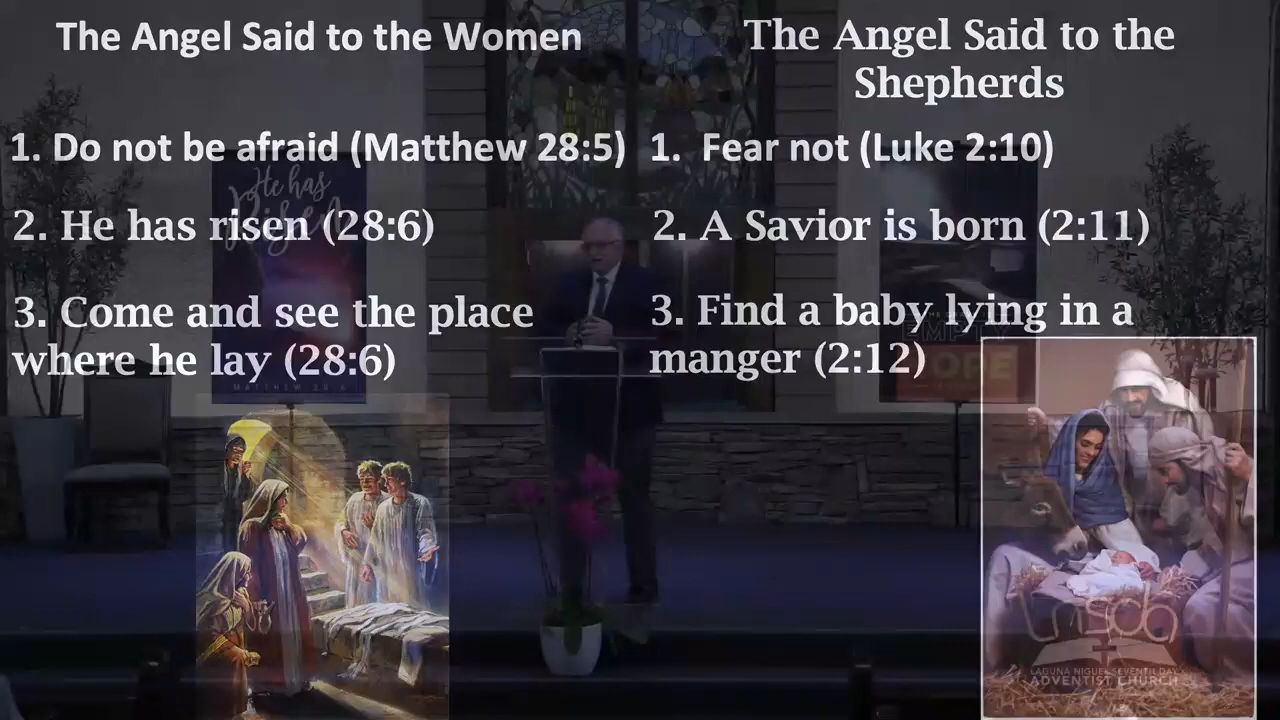 The Angel Said to the Women
1. Do not be afraid (Matthew 28:5)
2. He has risen (28:6)
3. Come and see the place
where he lay (28:6)
The Angel Said to the
Shepherds
1. Fear not (Luke 2:10)
2. A Savior is born (2:11)
3. Find a baby lying in a
manger (2:12)
He has
Risen
MATTHEW 28:6
EMPTY
HOPE
lnsda
LAGUNA NIGUEL SEVENTH DAY
ADVENTIST CHURCH